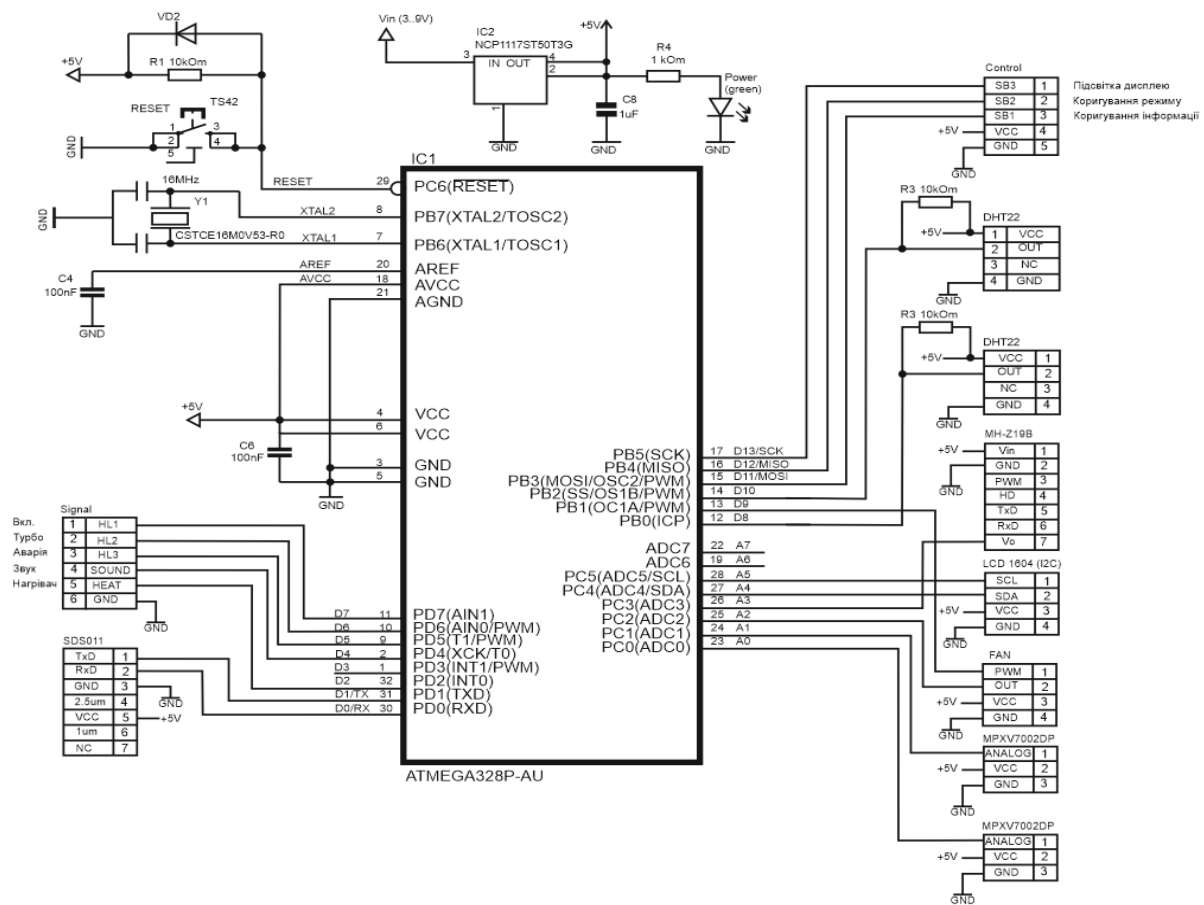 VD2
+5V
R1 10kOm
RESET
TS42
1
2
5
3
4
GND
16MHz
Y1
CSTCE16M0V53-R0
GND
RESET
XTAL2
XTAL1
AREF
AVCC
C4
100nF
GND
+5V
C6
100nF
GND
Vin (3..9V)
IC2
NCP1117ST50T3G
3
IN OUT
4
2
1
GND
+5V
C8
1uF
GND
R4
1 kOm
Power
(green)
GND
IC1
29 PC6(RESET)
8 PB7(XTAL2/TOSC2)
7 PB6(XTAL1/TOSC1)
20 AREF
18 AVCC
21 AGND
4 VCC
6 VCC
3 GND
5 GND
PB5(SCK) 17 D13/SCK
PB4(MISO) 16 D12/MISO
PB3(MOSI/OSC2/PWM) 15 D11/MOSI
PB2(SS/OS1B/PWM) 14 D10
PB1(OC1A/PWM) 13 D9
PB0(ICP) 12 D8
ADC7 22 A7
ADC6 19 A6
PC5(ADC5/SCL) 28 A5
PC4(ADC4/SDA) 27 A4
PC3(ADC3) 26 A3
PC2(ADC2) 25 A2
PC1(ADC1) 24 A1
PC0(ADC0) 23 A0
D7 11 PD7(AIN1)
D6 10 PD6(AIN0/PWM)
D5 9 PD5(T1/PWM)
D4 2 PD4(XCK/T0)
D3 1 PD3(INT1/PWM)
D2 32 PD2(INT0)
D1/TX 31 PD1(TXD)
D0/RX 30 PD0(RXD)
ATMEGA328P-AU
Signal
Вкл. 1 HL1
Турбо 2 HL2
Аварія 3 HL3
Звук 4 SOUND
Нагрівач 5 HEAT
6 GND
GND
SDS011
TxD 1
RxD 2
GND 3
2.5um 4
VCC 5
1um 6
NC 7
GND
+5V
Control
SB3 1 Підсвітка дисплею
SB2 2 Коригування режиму
SB1 3 Коригування інформації
+5V VCC 4
GND 5
GND
R3 10kOm
DHT22
+5V 1 VCC
2 OUT
3 NC
4 GND
GND
R3 10kOm
DHT22
+5V VCC 1
OUT 2
NC 3
GND 4
GND
MH-Z19B
+5V Vin 1
GND 2
PWM 3
HD 4
TxD 5
RxD 6
Vo 7
GND
LCD 1604 (I2C)
SCL 1
SDA 2
+5V VCC 3
GND 4
GND
FAN
PWM 1
OUT 2
+5V VCC 3
GND 4
GND
MPXV7002DP
ANALOG 1
+5V VCC 2
GND 3
GND
MPXV7002DP
ANALOG 1
+5V VCC 2
GND 3
GND